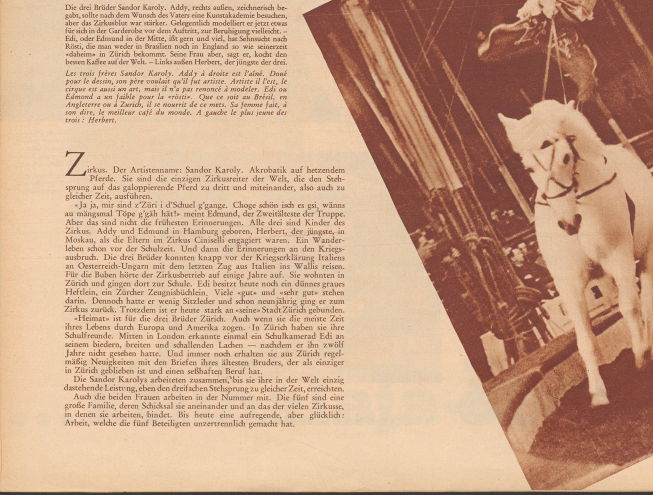 Die drei Brüder Sandor Karoly. Addy, rechts außen, zeichnerisch be-
gabt, sollte nach dem Wunsch des Vaters eine Kunstakademie besuchen,
aber das Zirkusblut war stärker. Gelegentlich modelliert er jetzt etwas
für sich in der Garderobe vor dem Auftritt, zur Beruhigung vielleicht. –
Edi, oder Edmund in der Mitte, ißt gern und viel, hat Sehnsucht nach
Rösti, die man weder in Brasilien noch in England so wie seinerzeit
«daheim» in Zürich bekommt. Seine Frau aber, sagt er, kocht den
besten Kaffee auf der Welt. – Links außen Herbert, der jüngste der drei.
Les trois frères Sandor Karoly. Addy à droite est l'aîné. Doué
pour le dessin, son père voulait qu'il fut artiste. Artiste il l'est, le
cirque est aussi un art, mais il n'a pas renoncé à modeler. Edi ou
Edmond a un faible pour la «rösti». Que ce soit au Brésil, en
Angleterre ou à Zurich, il se nourrit de ce mets. Sa femme fait, à
son dire, le meilleur café du monde. A gauche le plus jeune des
trois: Herbert.
Zirkus. Der Artistenname: Sandor Karoly. Akrobatik auf hetzendem
Pferde. Sie sind die einzigen Zirkusreiter der Welt, die den Steh-
sprung auf das galoppierende Pferd zu dritt und miteinander, also auch zu
gleicher Zeit, ausführen.
«Ja ja, mir sind z'Züri i d'Schuel g'gange. Choge schön isch es gsi, wänns
au mängsmal Töpe g'gäh hät!» meint Edmund, der Zweitälteste der Truppe.
Aber das sind nicht die frühesten Erinnerungen. Alle drei sind Kinder des
Zirkus. Addy und Edmund in Hamburg geboren, Herbert, der jüngste, in
Moskau, als die Eltern im Zirkus Ciniselli engagiert waren. Ein Wander-
leben schon vor der Schulzeit. Und dann die Erinnerungen an den Kriegs-
ausbruch. Die drei Brüder konnten knapp vor der Kriegserklärung Italiens
an Oesterreich-Ungarn mit dem letzten Zug aus Italien ins Wallis reisen.
Für die Buben hörte der Zirkusbetrieb auf einige Jahre auf. Sie wohnten in
Zürich und gingen dort zur Schule. Edi besitzt heute noch ein dünnes graues
Heftlein, ein Zürcher Zeugnisbüchlein. Viele «gut» und «sehr gut» stehen
darin. Dennoch hatte er wenig Sitzleder und schon neunjährig ging er zum
Zirkus zurück. Trotzdem ist er heute stark an «seine» Stadt Zürich gebunden.
«Heimat» ist für die drei Brüder Zürich. Auch wenn sie die meiste Zeit
ihres Lebens durch Europa und Amerika zogen. In Zürich haben sie ihre
Schulfreunde. Mitten in London erkannte einmal ein Schulkamerad Edi an
seinem biedern, breiten und schallenden Lachen — nachdem er ihn zwölf
Jahre nicht gesehen hatte. Und immer noch erhalten sie aus Zürich regel-
mäßig Neuigkeiten mit den Briefen ihres ältesten Bruders, der als einziger
in Zürich geblieben ist und einen seßhaften Beruf hat.
Die Sandor Karolys arbeiteten zusammen, bis sie ihre in der Welt einzig
dastehende Leistung, eben den dreifachen Stehsprung zu gleicher Zeit, erreichten.
Auch die beiden Frauen arbeiten in der Nummer mit. Die fünf sind eine
große Familie, deren Schicksal sie aneinander und an das der vielen Zirkusse,
in denen sie arbeiten, bindet. Bis heute eine aufregende, aber glückliche
Arbeit, welche die fünf Beteiligten unzertrennlich gemacht hat.